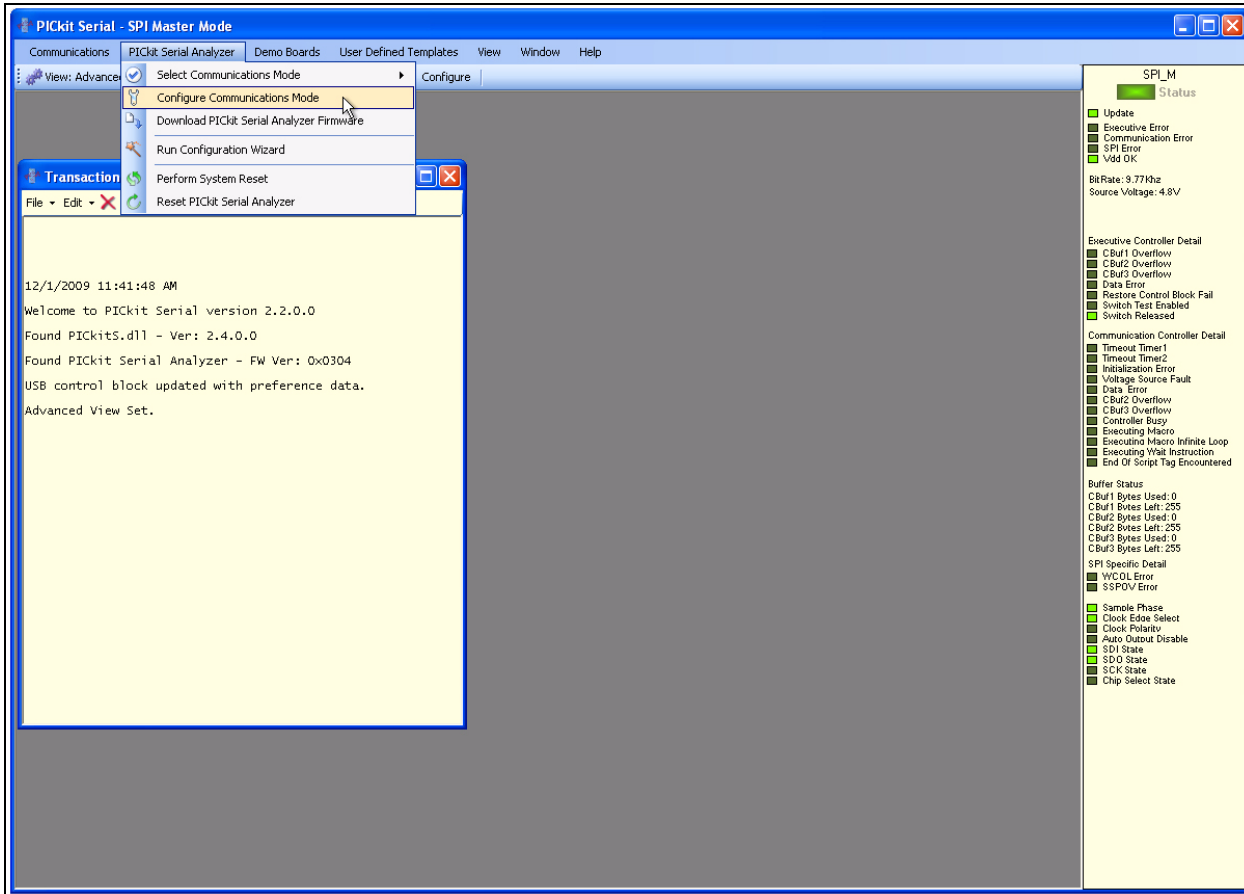 PICkit Serial - SPI Master Mode
Communications PICkit Serial Analyzer Demo Boards User Defined Templates View Window Help
View: Advance
Configure
Select Communications Mode
Configure Communications Mode
Download PICkit Serial Analyzer Firmware
Run Configuration Wizard
Perform System Reset
Reset PICkit Serial Analyzer
Transaction
File Edit
12/1/2009 11:41:48 AM
Welcome to PICkit Serial version 2.2.0.0
Found PICkitS.dll - Ver: 2.4.0.0
Found PICkit Serial Analyzer - FW Ver: 0x0304
USB control block updated with preference data.
Advanced View Set.
SPI_M
Status
Update
Executive Error
Communication Error
SPI Error
Vdd OK
BitRate: 9.77Khz
Source Voltage: 4.8V
Executive Controller Detail
CBuf1 Overflow
CBuf2 Overflow
CBuf3 Overflow
Data Error
Restore Control Block Fail
Switch Test Enabled
Switch Released
Communication Controller Detail
Timeout Timer1
Timeout Timer2
Initialization Error
Voltage Source Fault
Data Error
CBuf2 Overflow
CBuf3 Overflow
Controller Busy
Executing Macro
Executing Macro Infinite Loop
Executing Wait Instruction
End Of Script Tag Encountered
Buffer Status
CBuf1 Bytes Used: 0
CBuf1 Bytes Left: 255
CBuf2 Bytes Used: 0
CBuf2 Bytes Left: 255
CBuf3 Bytes Used: 0
CBuf3 Bytes Left: 255
SPI Specific Detail
WCOL Error
SSPOV Error
Sample Phase
Clock Edge Select
Clock Polarity
Auto Output Disable
SDI State
SDO State
SCK State
Chip Select State